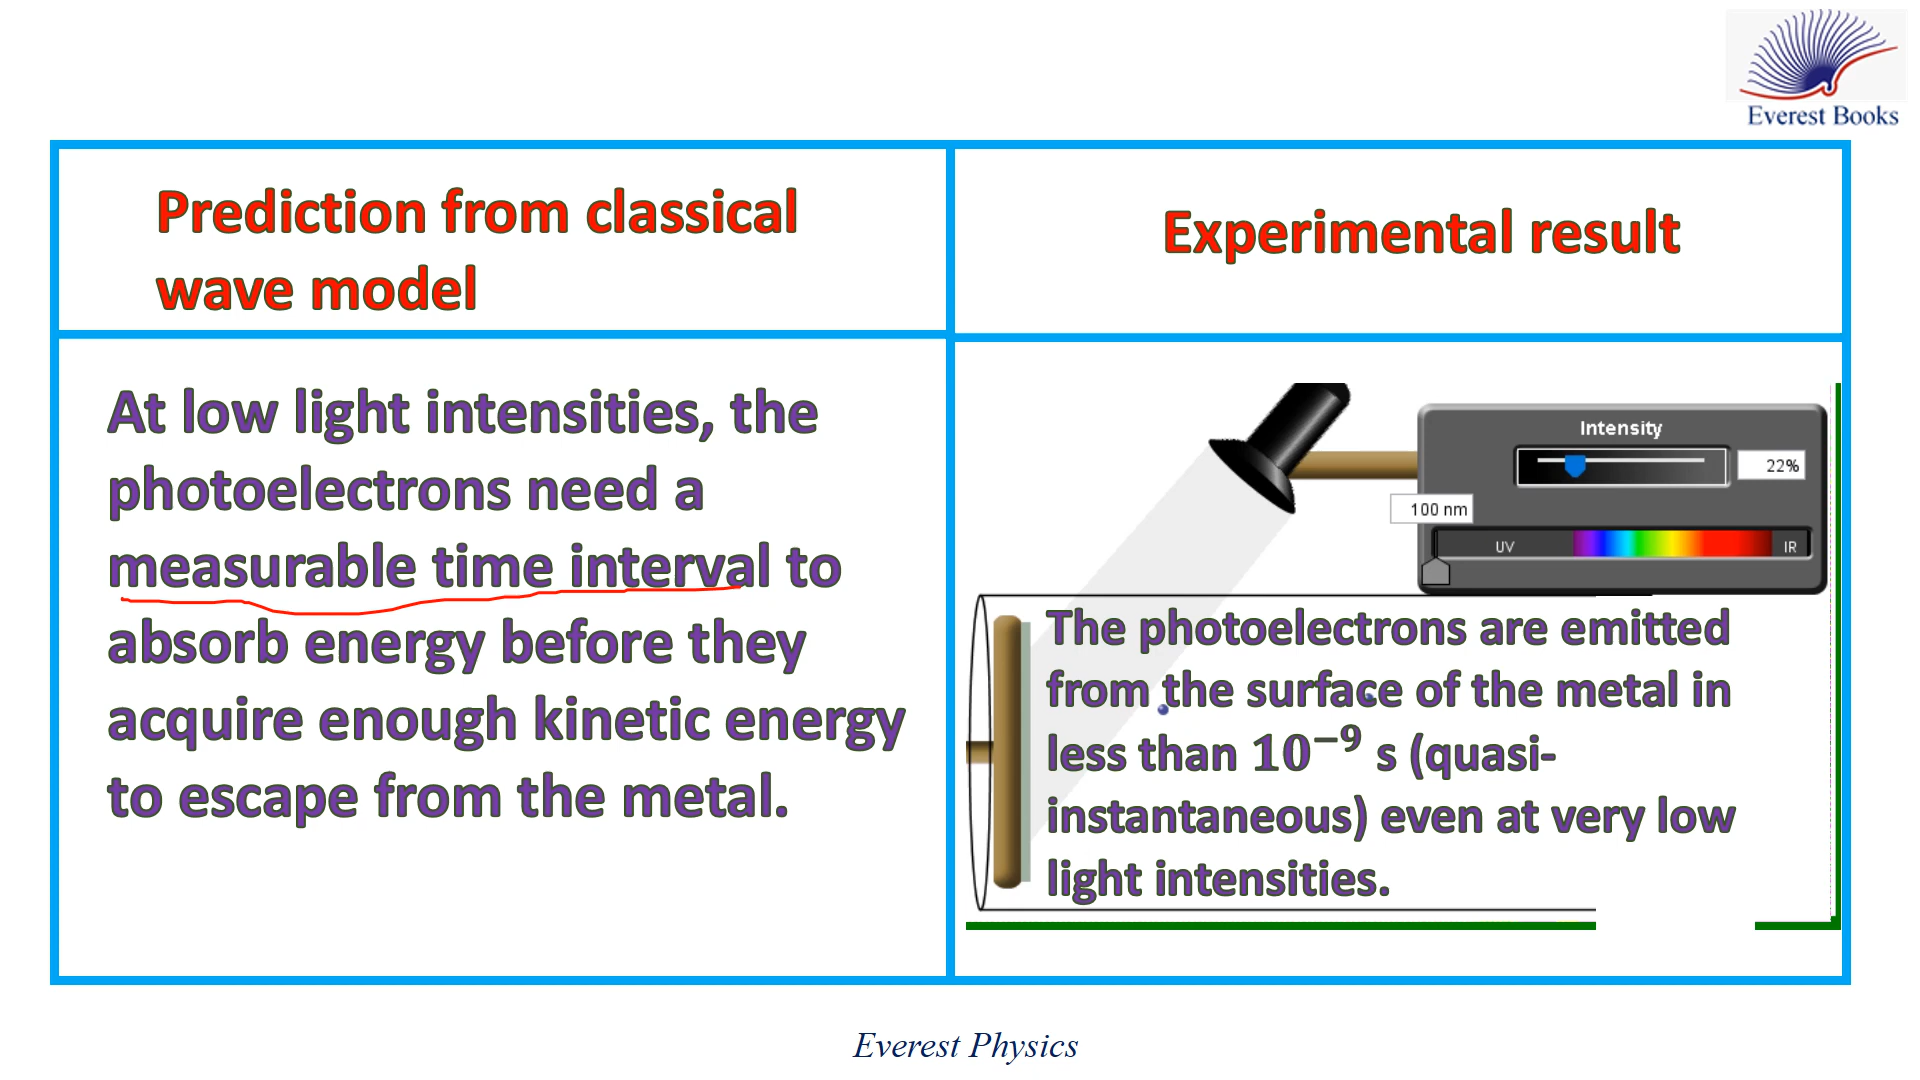 Everest Books
Prediction from classical
wave model
Experimental result
At low light intensities, the
photoelectrons need a
measurable time interval to
absorb energy before they
acquire enough kinetic energy
to escape from the metal.
Intensity
22%
100 nm
UV
IR
The photoelectrons are emitted
from the surface of the metal in
less than 10⁻⁹ s (quasi-
instantaneous) even at very low
light intensities.
Everest Physics